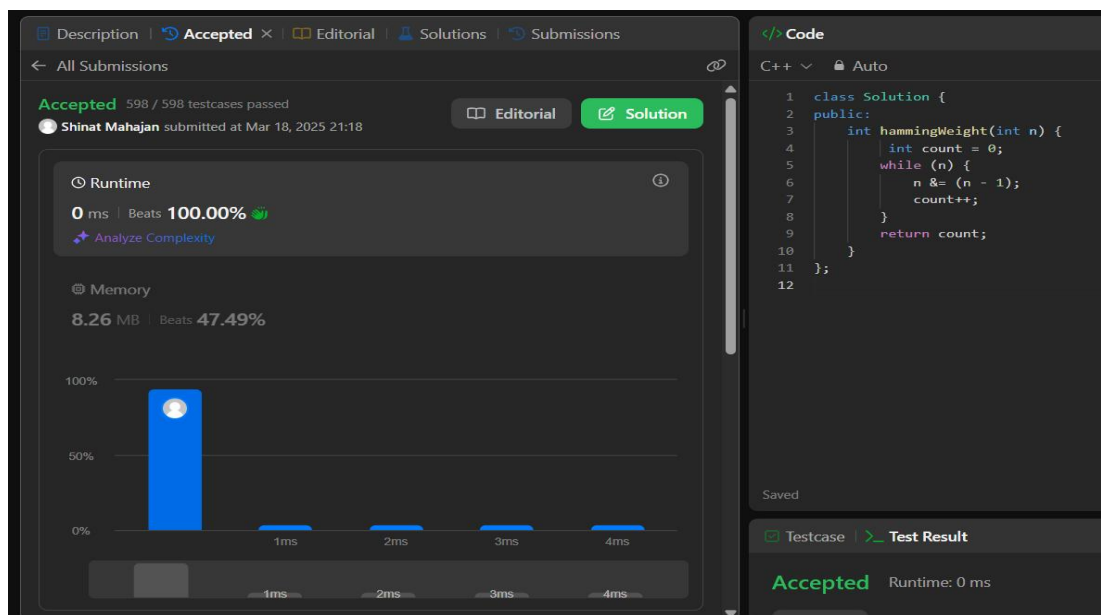 Description Accepted × Editorial Solutions Submissions
← All Submissions
Accepted 598 / 598 testcases passed
Shinat Mahajan submitted at Mar 18, 2025 21:18
Editorial
Solution
Runtime
0 ms Beats 100.00%
Analyze Complexity
Memory
8.26 MB Beats 47.49%
100%
50%
0%
1ms 2ms 3ms 4ms
1ms 2ms 3ms 4ms
</> Code
C++ Auto
1 class Solution {
2 public:
3 int hammingWeight(int n) {
4 int count = 0;
5 while (n) {
6 n &= (n - 1);
7 count++;
8 }
9 return count;
10 }
11 };
12
Saved
Testcase >_ Test Result
Accepted Runtime: 0 ms